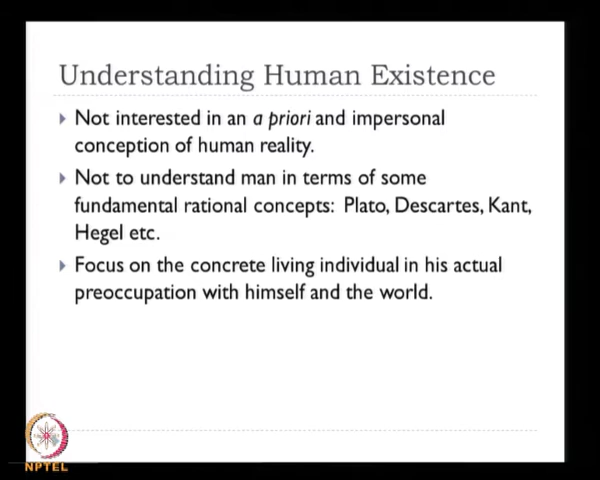 Understanding Human Existence
Not interested in an a priori and impersonal
conception of human reality.
Not to understand man in terms of some
fundamental rational concepts: Plato, Descartes, Kant,
Hegel etc.
Focus on the concrete living individual in his actual
preoccupation with himself and the world.
NPTEL